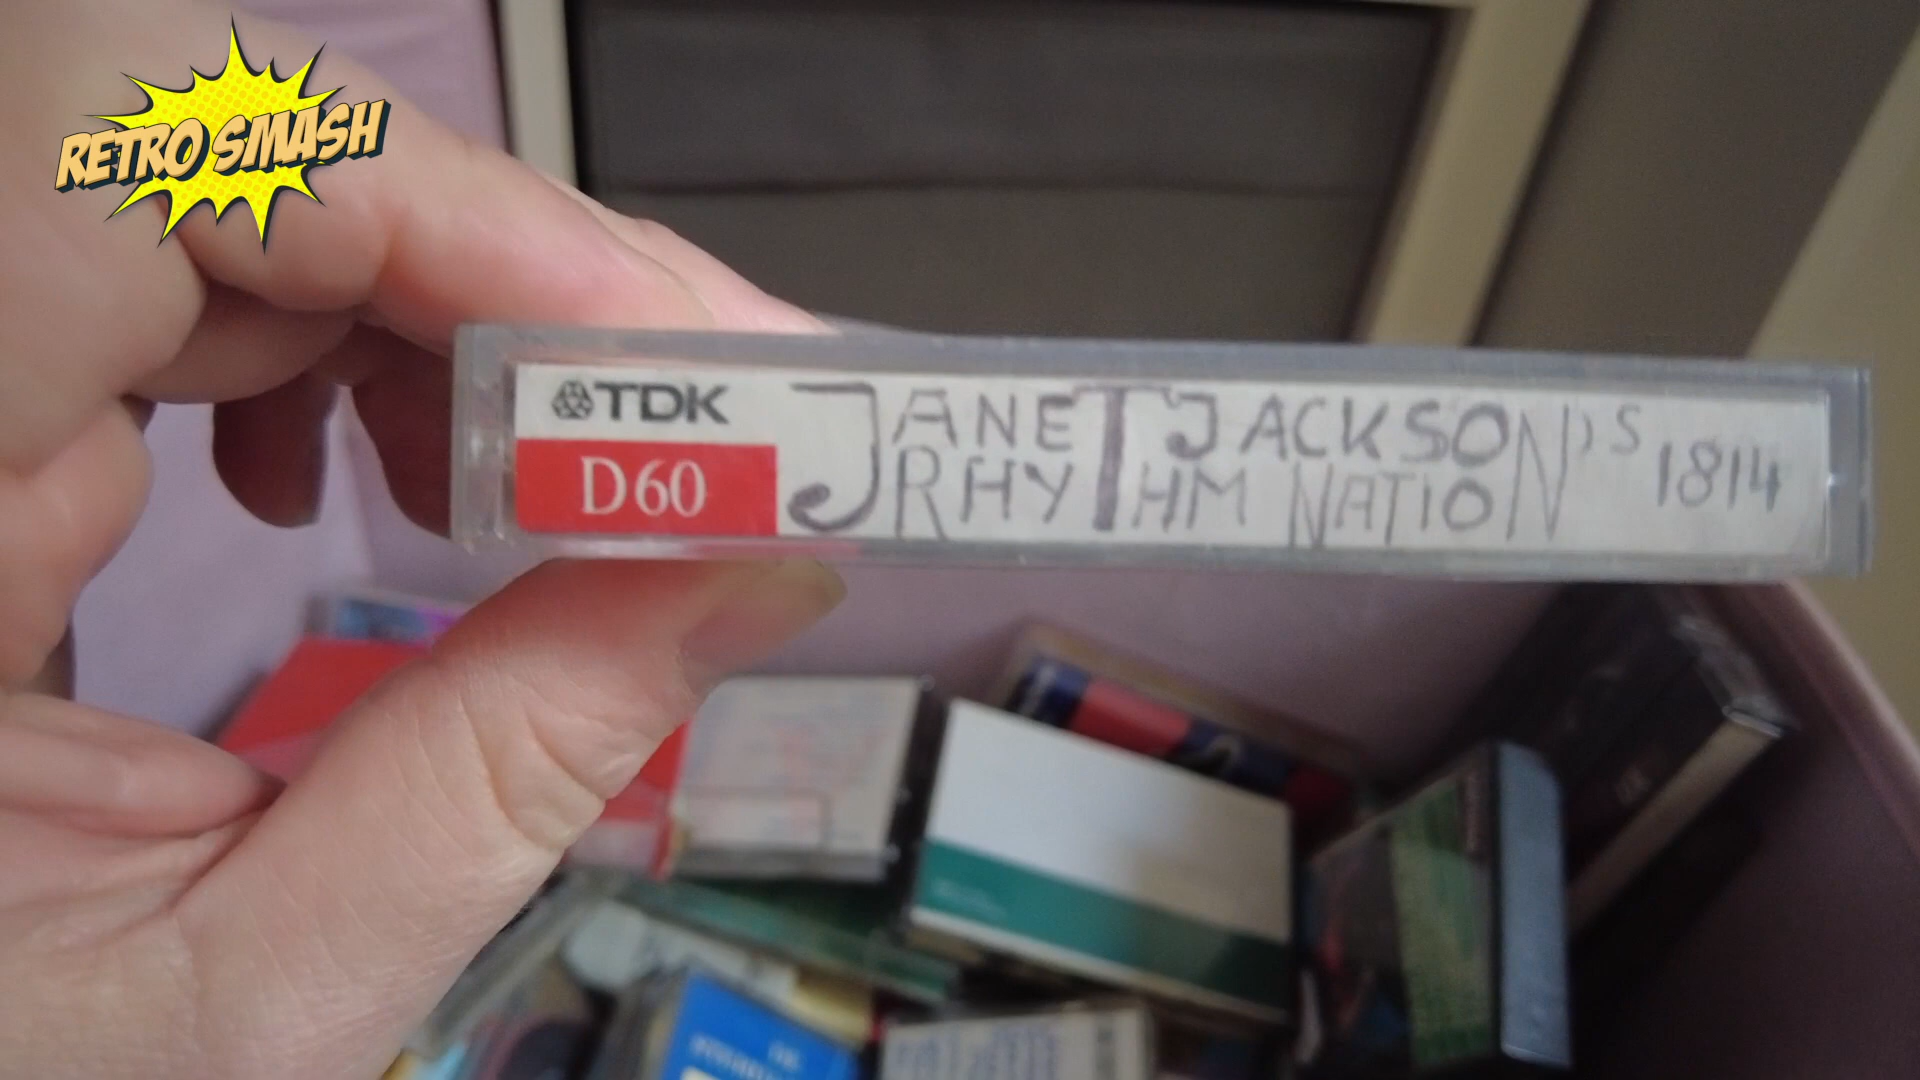 RETRO SMASH
TDK
D60
JANET JACKSON'S
RHYTHM NATION 1814